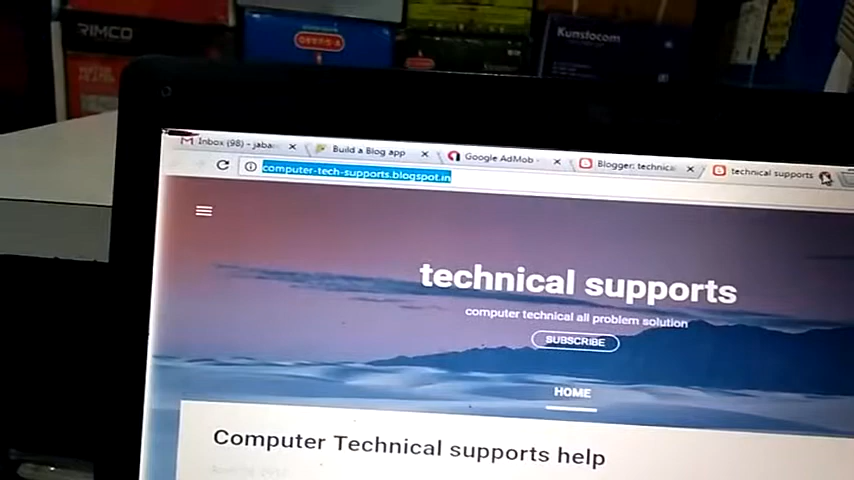 RIMCO
Kunstocom
Inbox (98) - jaba
Build a Blog app
Google AdMob -
Blogger: technica
technical supports
computer-tech-supports.blogspot.in
technical supports
computer technical all problem solution
SUBSCRIBE
HOME
Computer Technical supports help